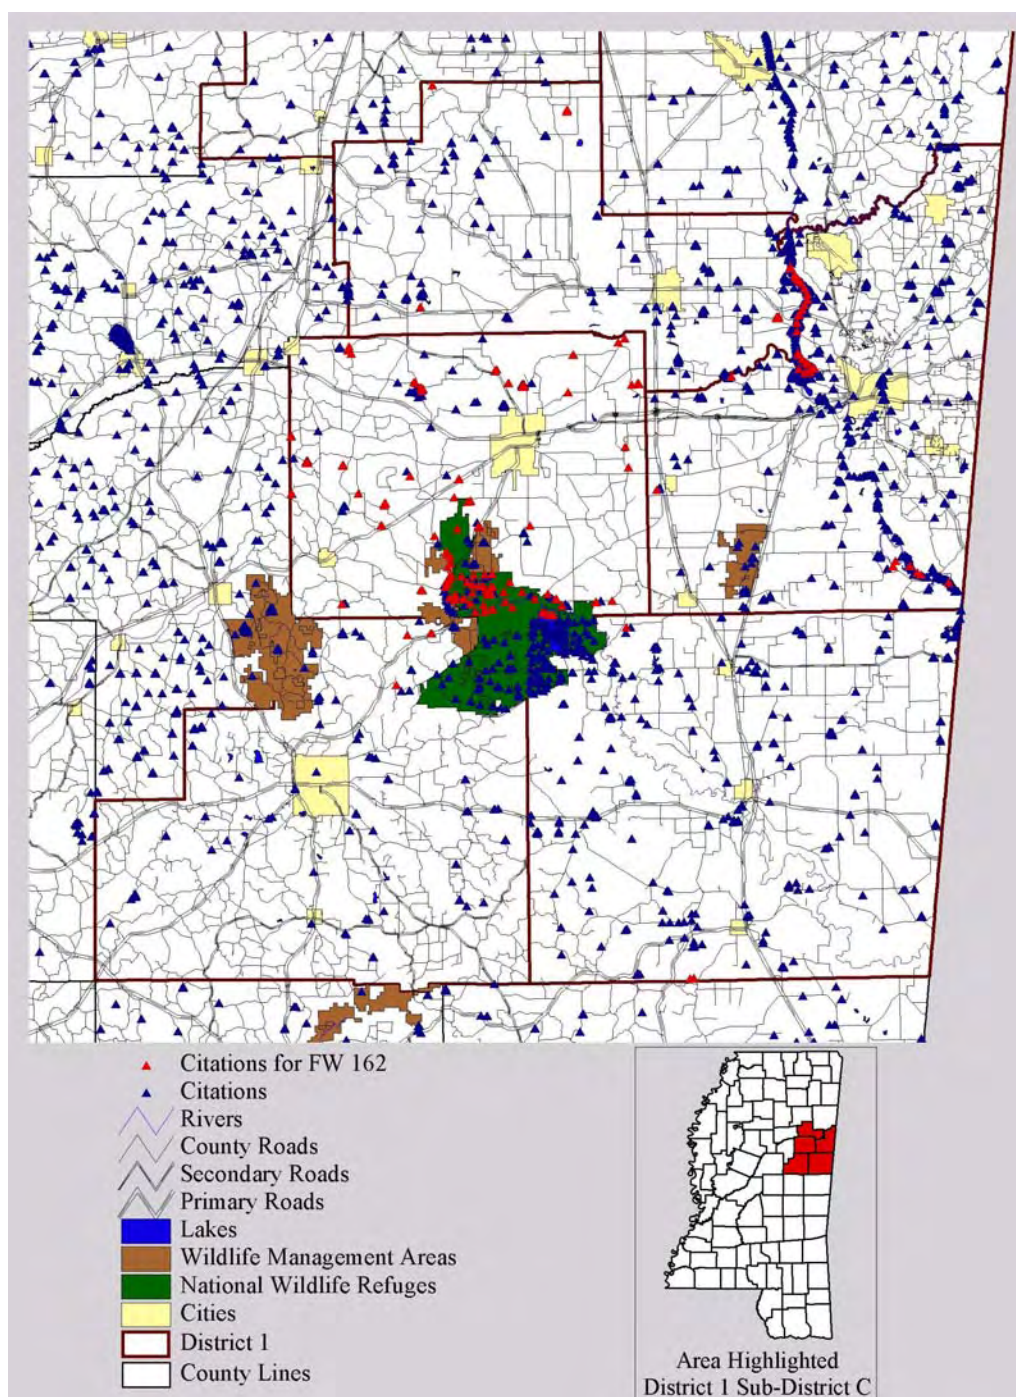 Citations for FW 162
Citations
Rivers
County Roads
Secondary Roads
Primary Roads
Lakes
Wildlife Management Areas
National Wildlife Refuges
Cities
District 1
County Lines
Area Highlighted
District 1 Sub-District C